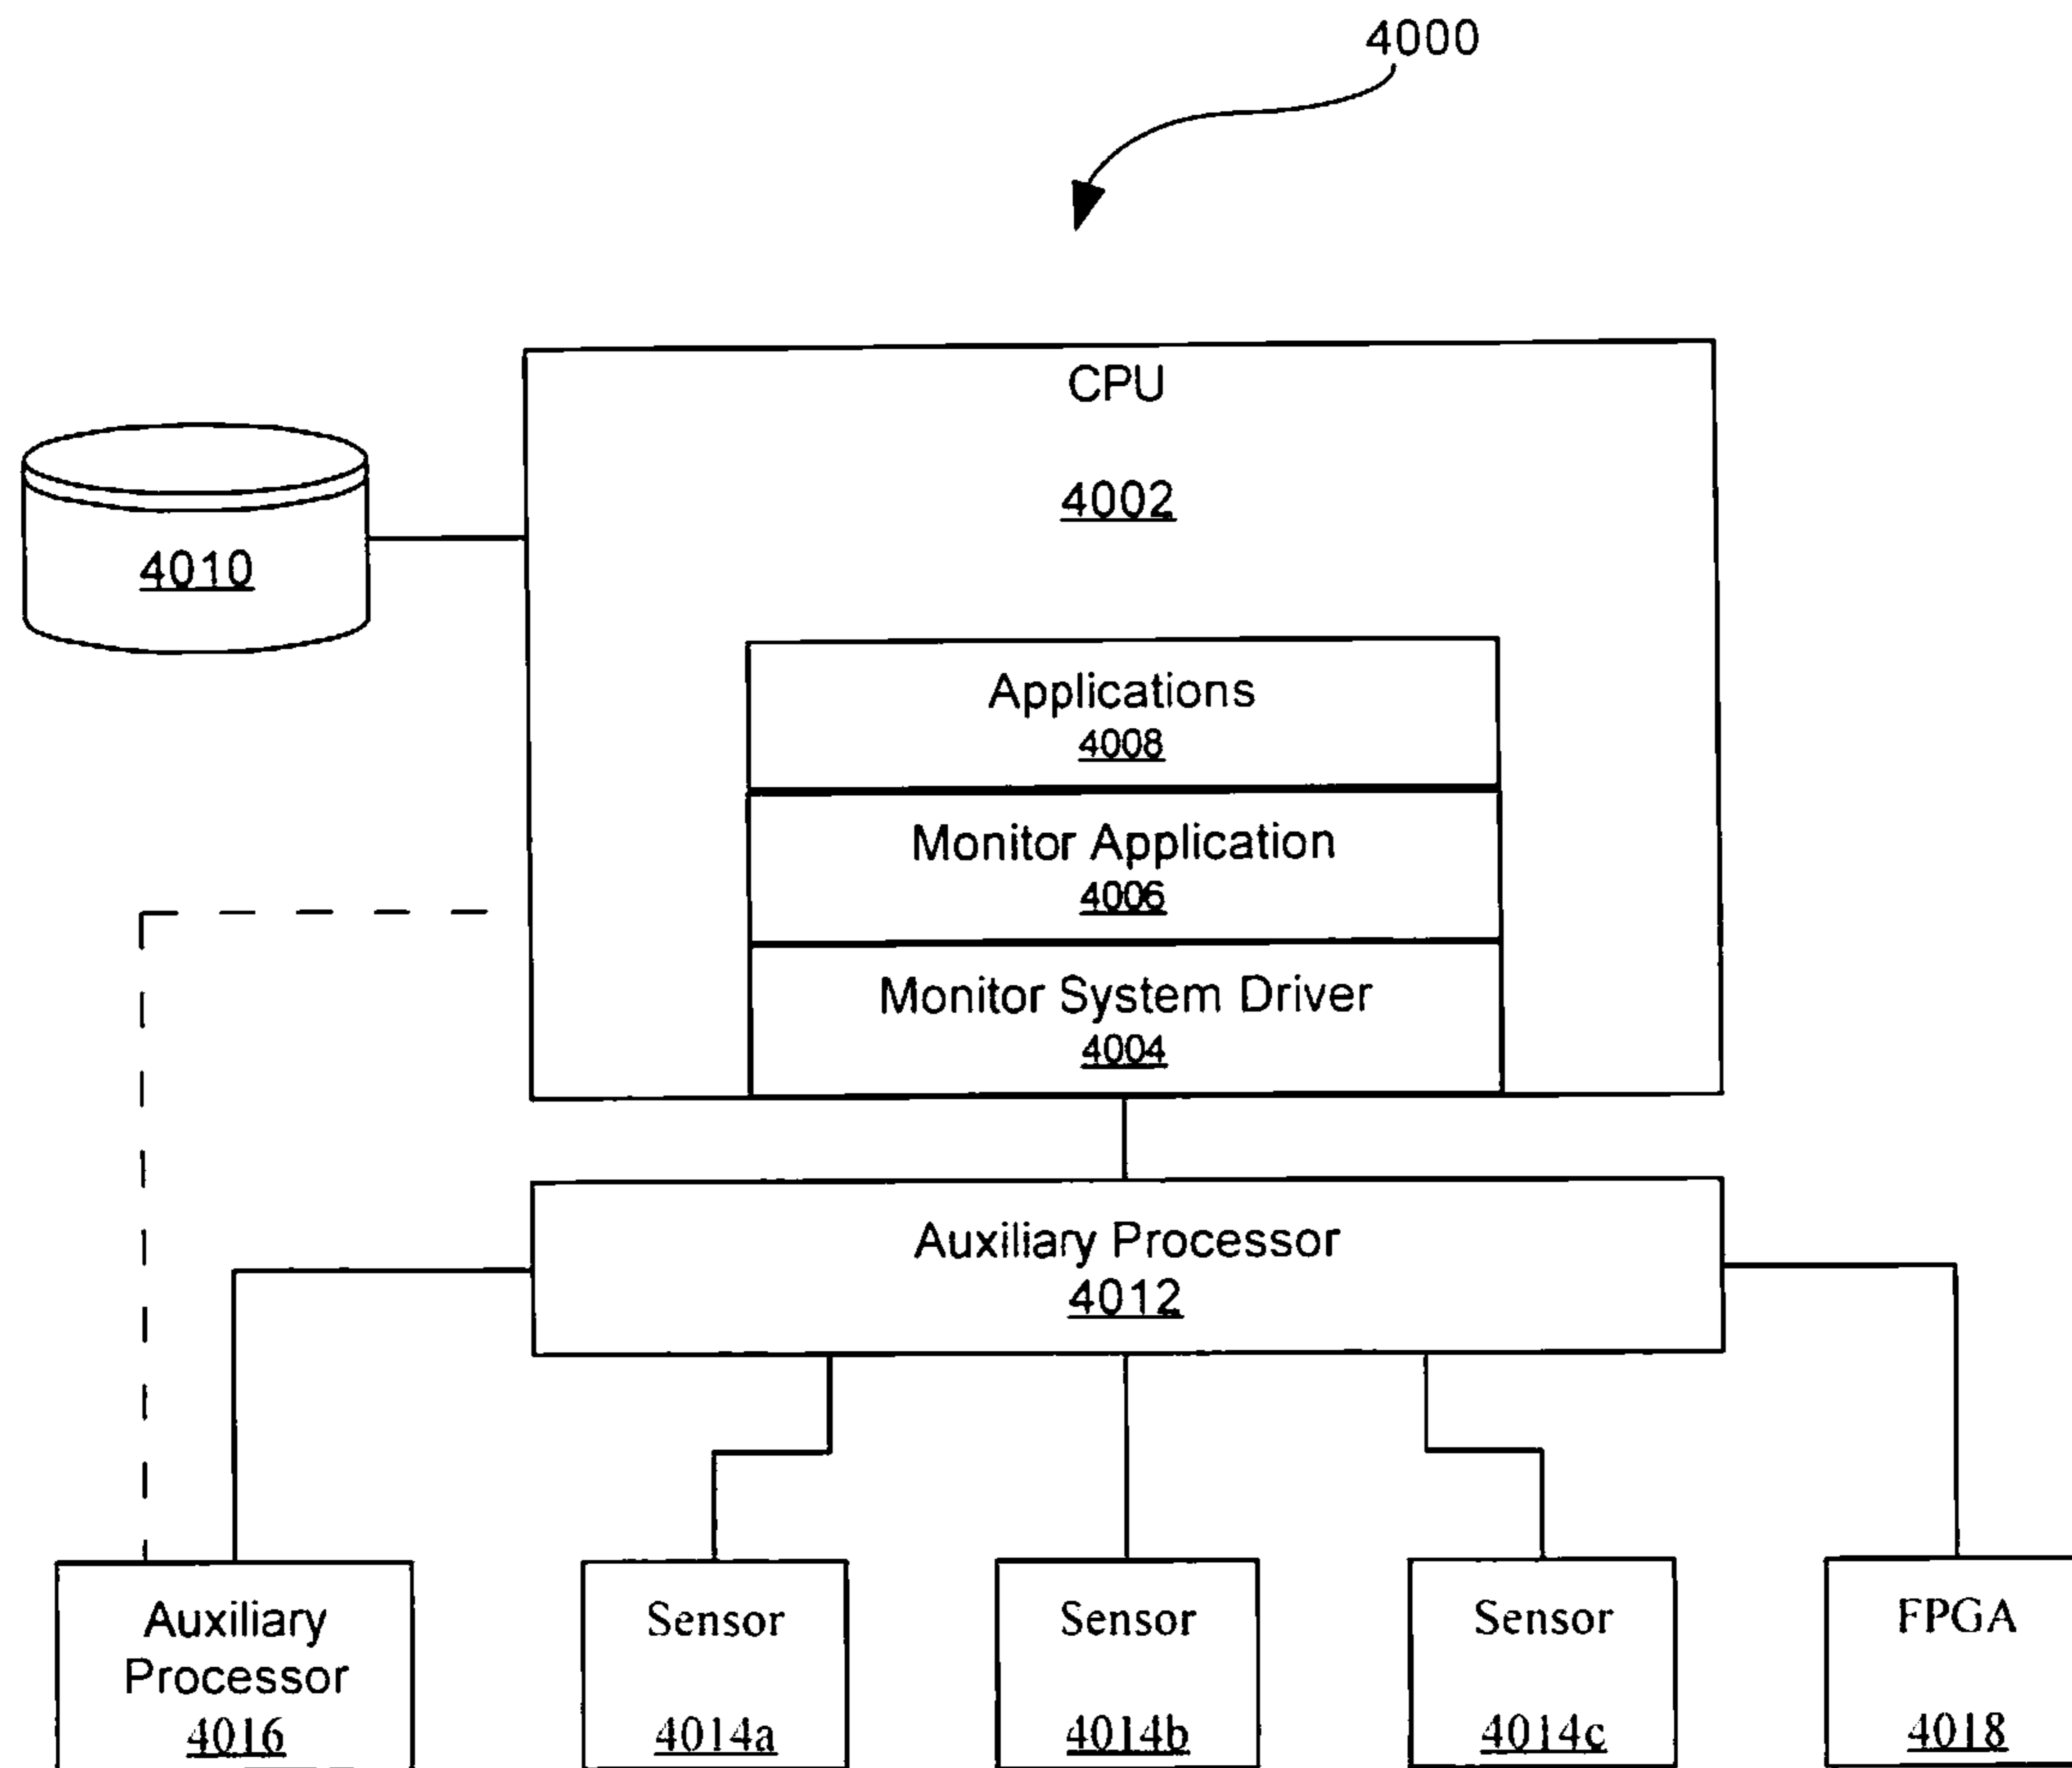 4000
CPU
4002
4010
Applications
4008
Monitor Application
4006
Monitor System Driver
4004
Auxiliary Processor
4012
Auxiliary
Processor
4016
Sensor
4014a
Sensor
4014b
Sensor
4014c
FPGA
4018